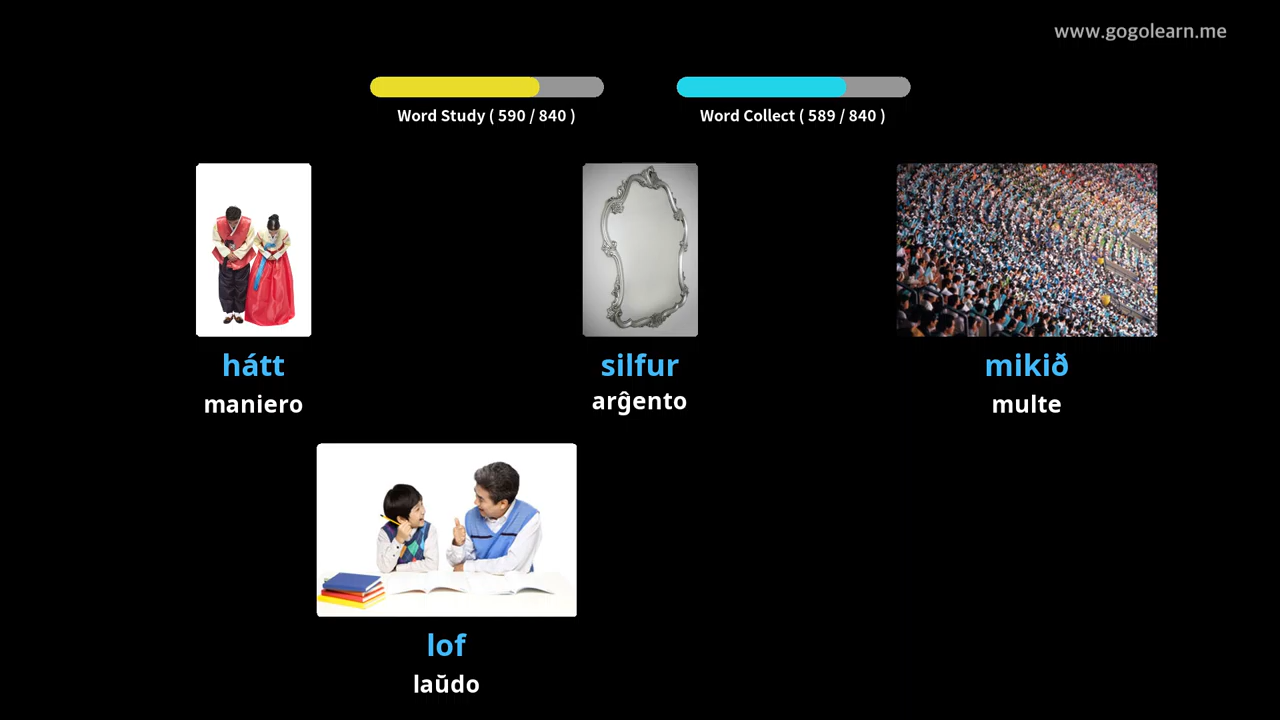 www.gogolearn.me
Word Study ( 590 / 840 )
Word Collect ( 589 / 840 )
hátt
maniero
silfur
arĝento
mikið
multe
lof
laŭdo